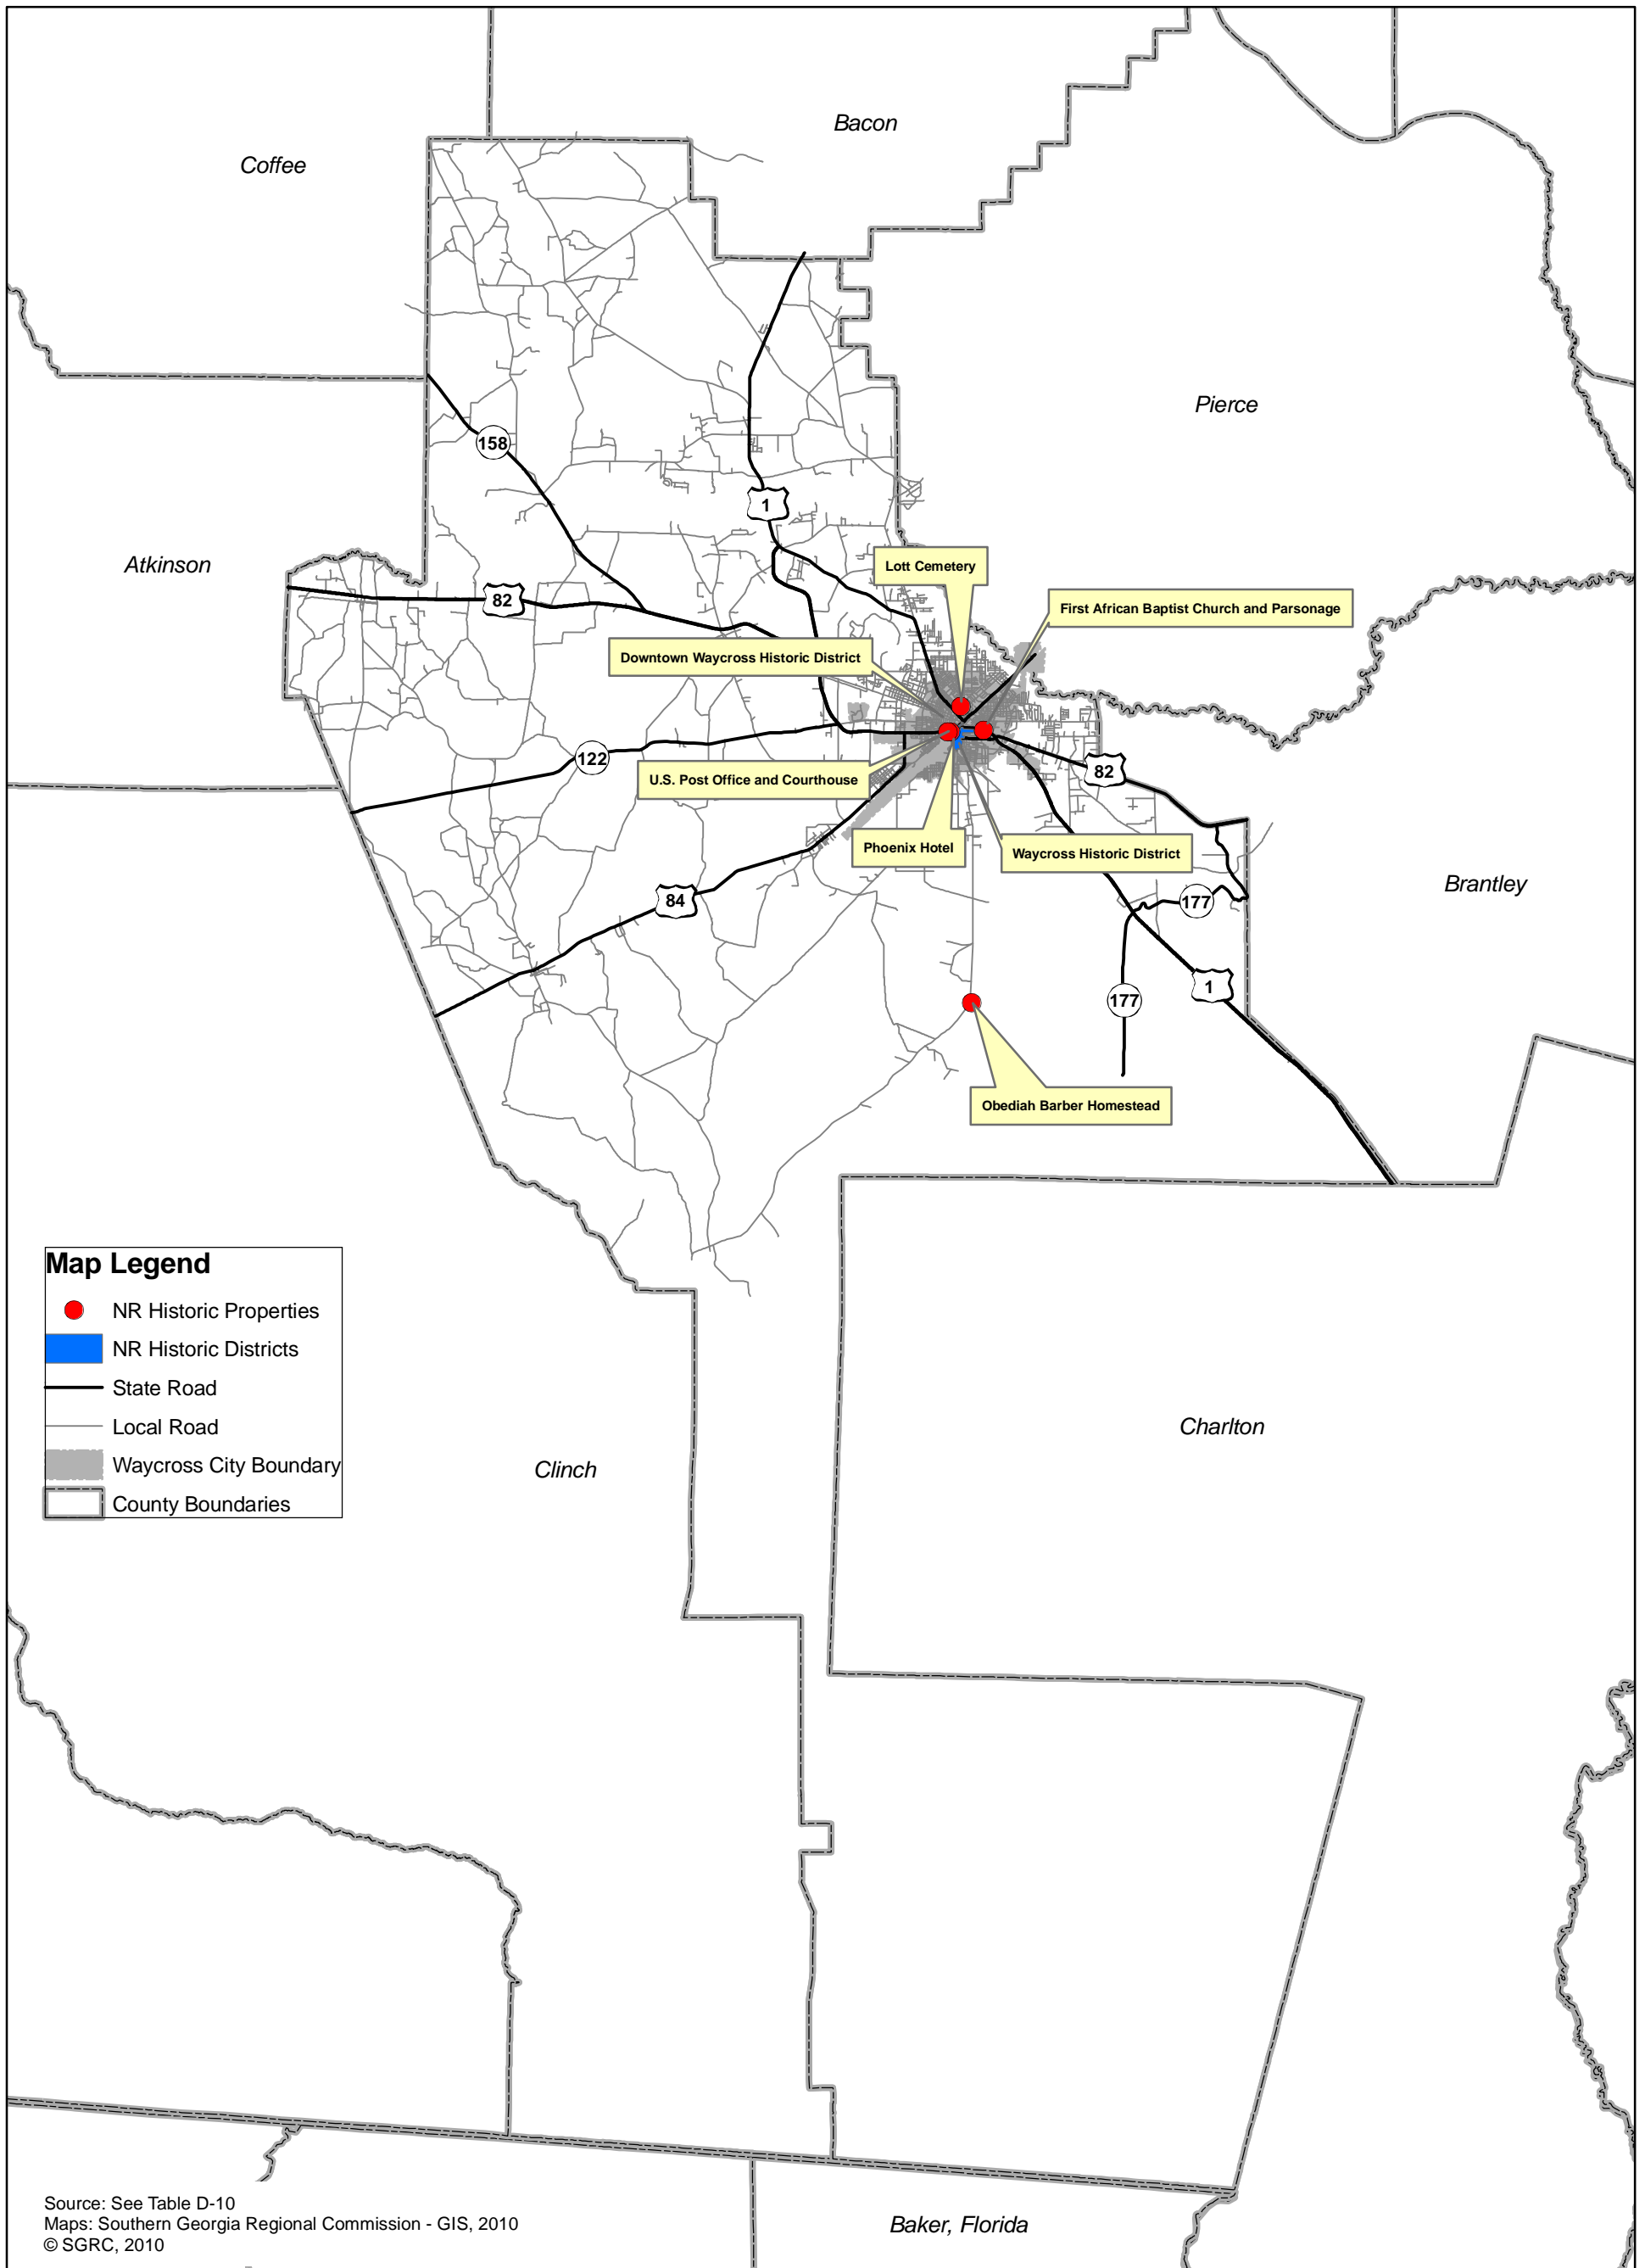 Bacon
Coffee
Pierce
158
1
Atkinson
Lott Cemetery
82
First African Baptist Church and Parsonage
Downtown Waycross Historic District
122
82
U.S. Post Office and Courthouse
Phoenix Hotel
Waycross Historic District
Brantley
84
177
1
177
Obediah Barber Homestead
Map Legend
NR Historic Properties
NR Historic Districts
State Road
Local Road
Waycross City Boundary
County Boundaries
Charlton
Clinch
Source: See Table D-10
Maps: Southern Georgia Regional Commission - GIS, 2010
© SGRC, 2010
Baker, Florida